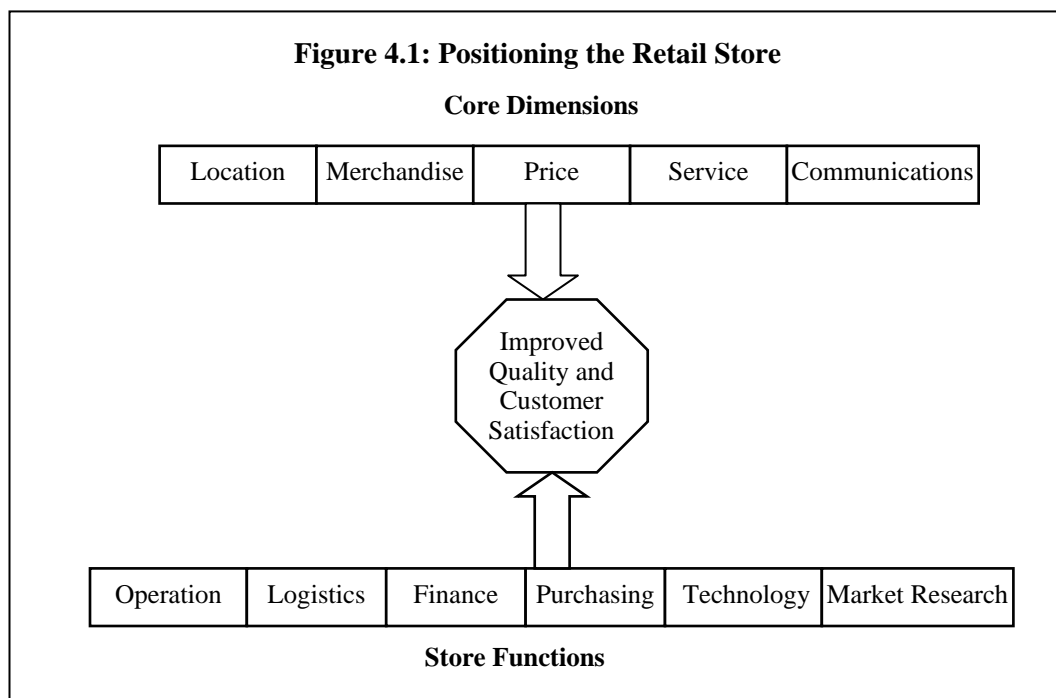 Figure 4.1: Positioning the Retail Store
Core Dimensions
Location Merchandise Price Service Communications
Improved
Quality and
Customer
Satisfaction
Operation Logistics Finance Purchasing Technology Market Research
Store Functions